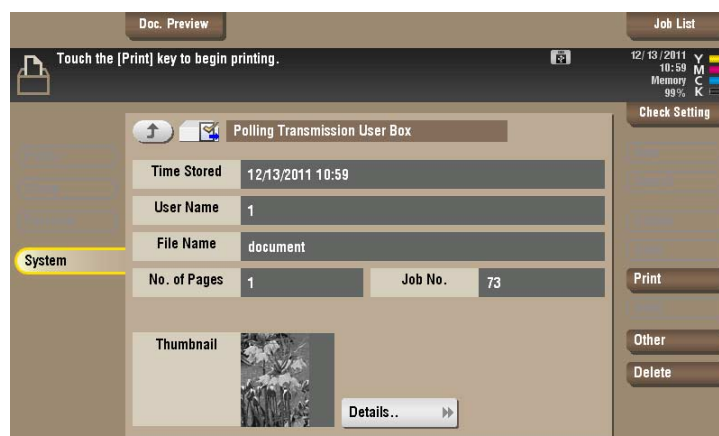 Doc. Preview
Job List
Touch the [Print] key to begin printing.
12/13/2011
10:59
Memory
99%
Y
M
C
K
Check Setting
Polling Transmission User Box
Time Stored 12/13/2011 10:59
User Name 1
File Name document
System
No. of Pages 1 Job No. 73
Print
Thumbnail
Other
Delete
Details..